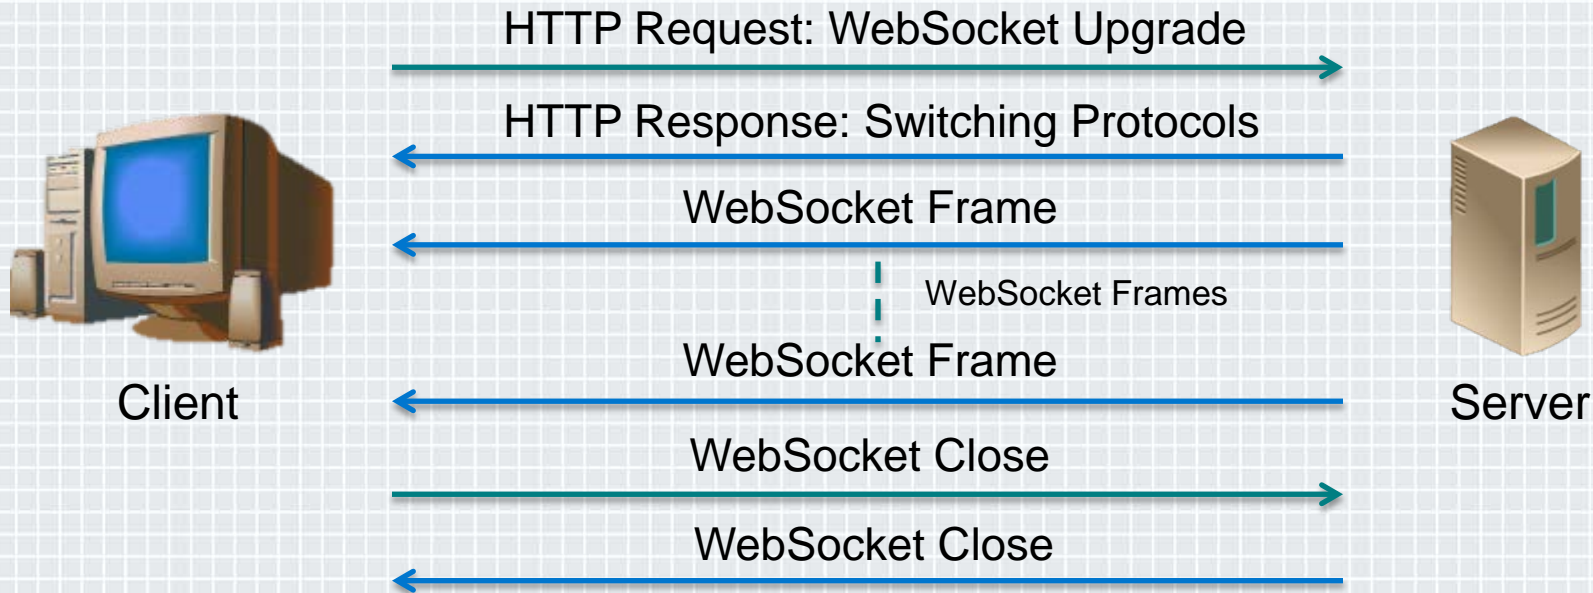 HTTP Request: WebSocket Upgrade
HTTP Response: Switching Protocols
WebSocket Frame
WebSocket Frames
WebSocket Frame
Client
Server
WebSocket Close
WebSocket Close